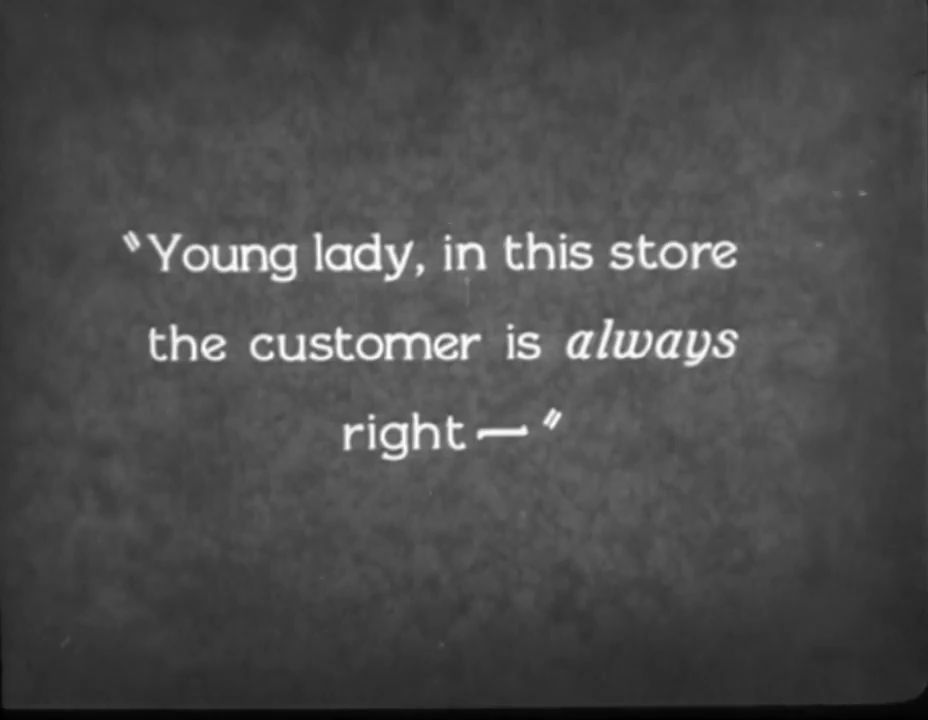 "Young lady, in this store
the customer is always
right—"